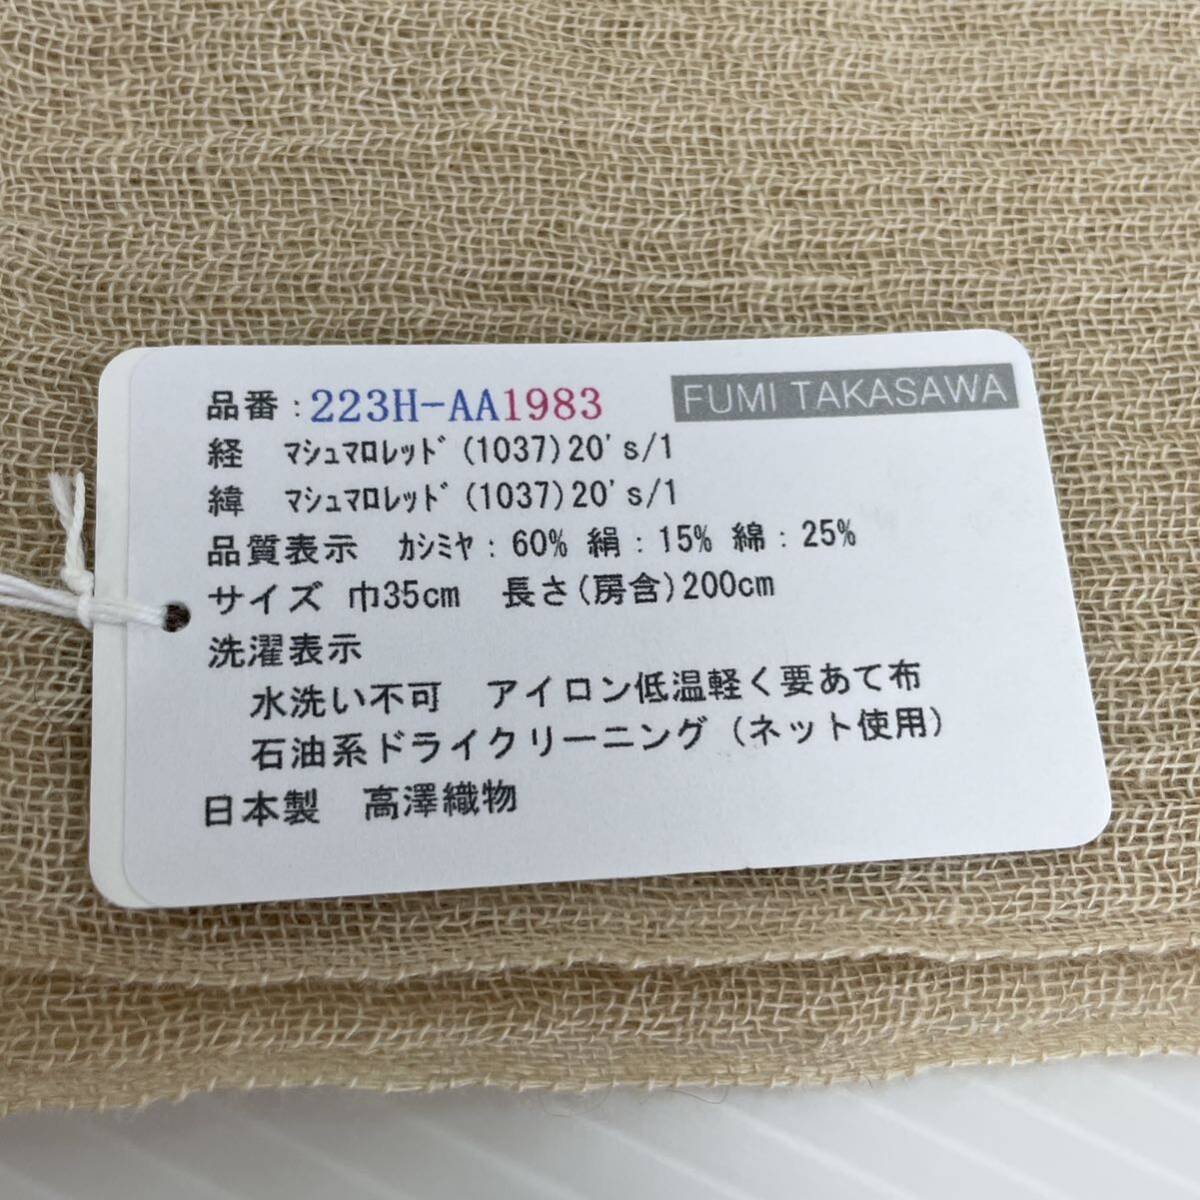 品番:223H-AA1983 FUMI TAKASAWA
経 ﾏｼｭﾏﾛﾚｯﾄﾞ(1037)20's/1
緯 ﾏｼｭﾏﾛﾚｯﾄﾞ(1037)20's/1
品質表示 ｶｼﾐﾔ:60% 絹:15% 綿:25%
サイズ 巾35cm 長さ(房含)200cm
洗濯表示
水洗い不可 アイロン低温軽く要あて布
石油系ドライクリーニング(ネット使用)
日本製 高澤織物